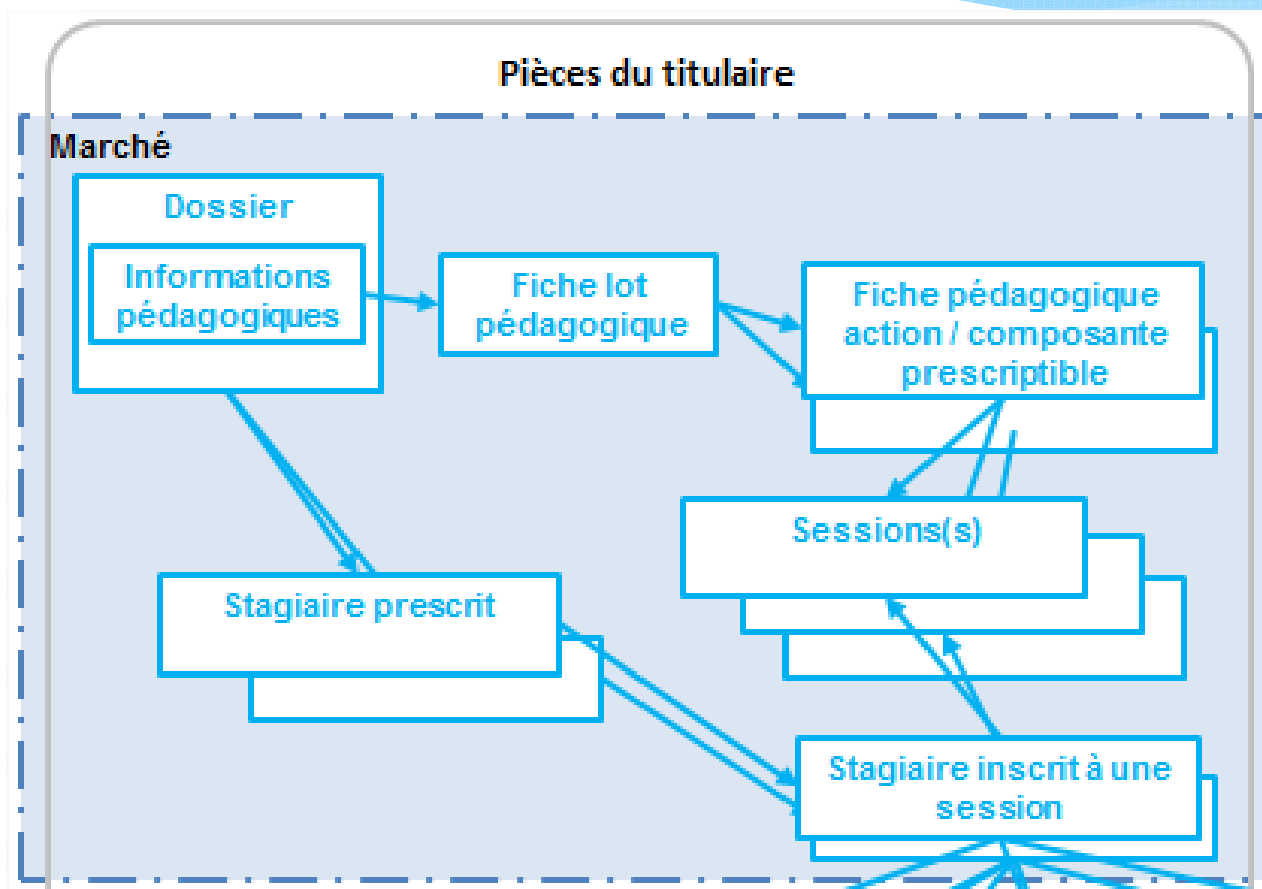 Pièces du titulaire
Marché
Dossier
Informations
pédagogiques
Fiche lot
pédagogique
Fiche pédagogique
action / composante
prescriptible
Sessions(s)
Stagiaire prescrit
Stagiaire inscrit à une
session